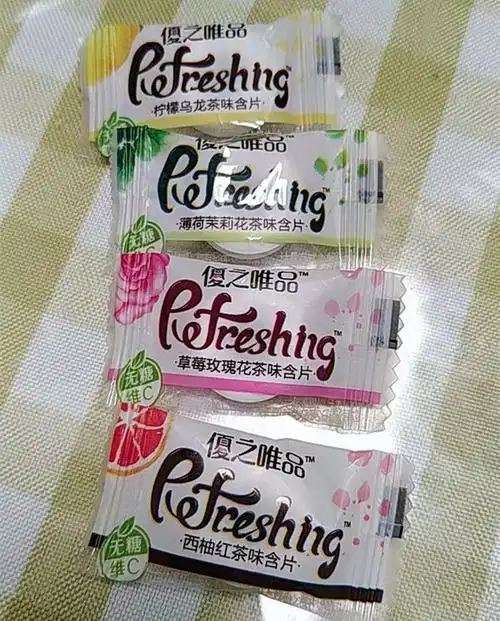 優之唯品
Refreshing
柠檬乌龙茶味含片
無糖
優之唯品
Refreshing
薄荷茉莉花茶味含片
无糖
優之唯品
Refreshing™
草莓玫瑰花茶味含片
无糖
维C
優之唯品™
Refreshing™
西柚红茶味含片
无糖
维C